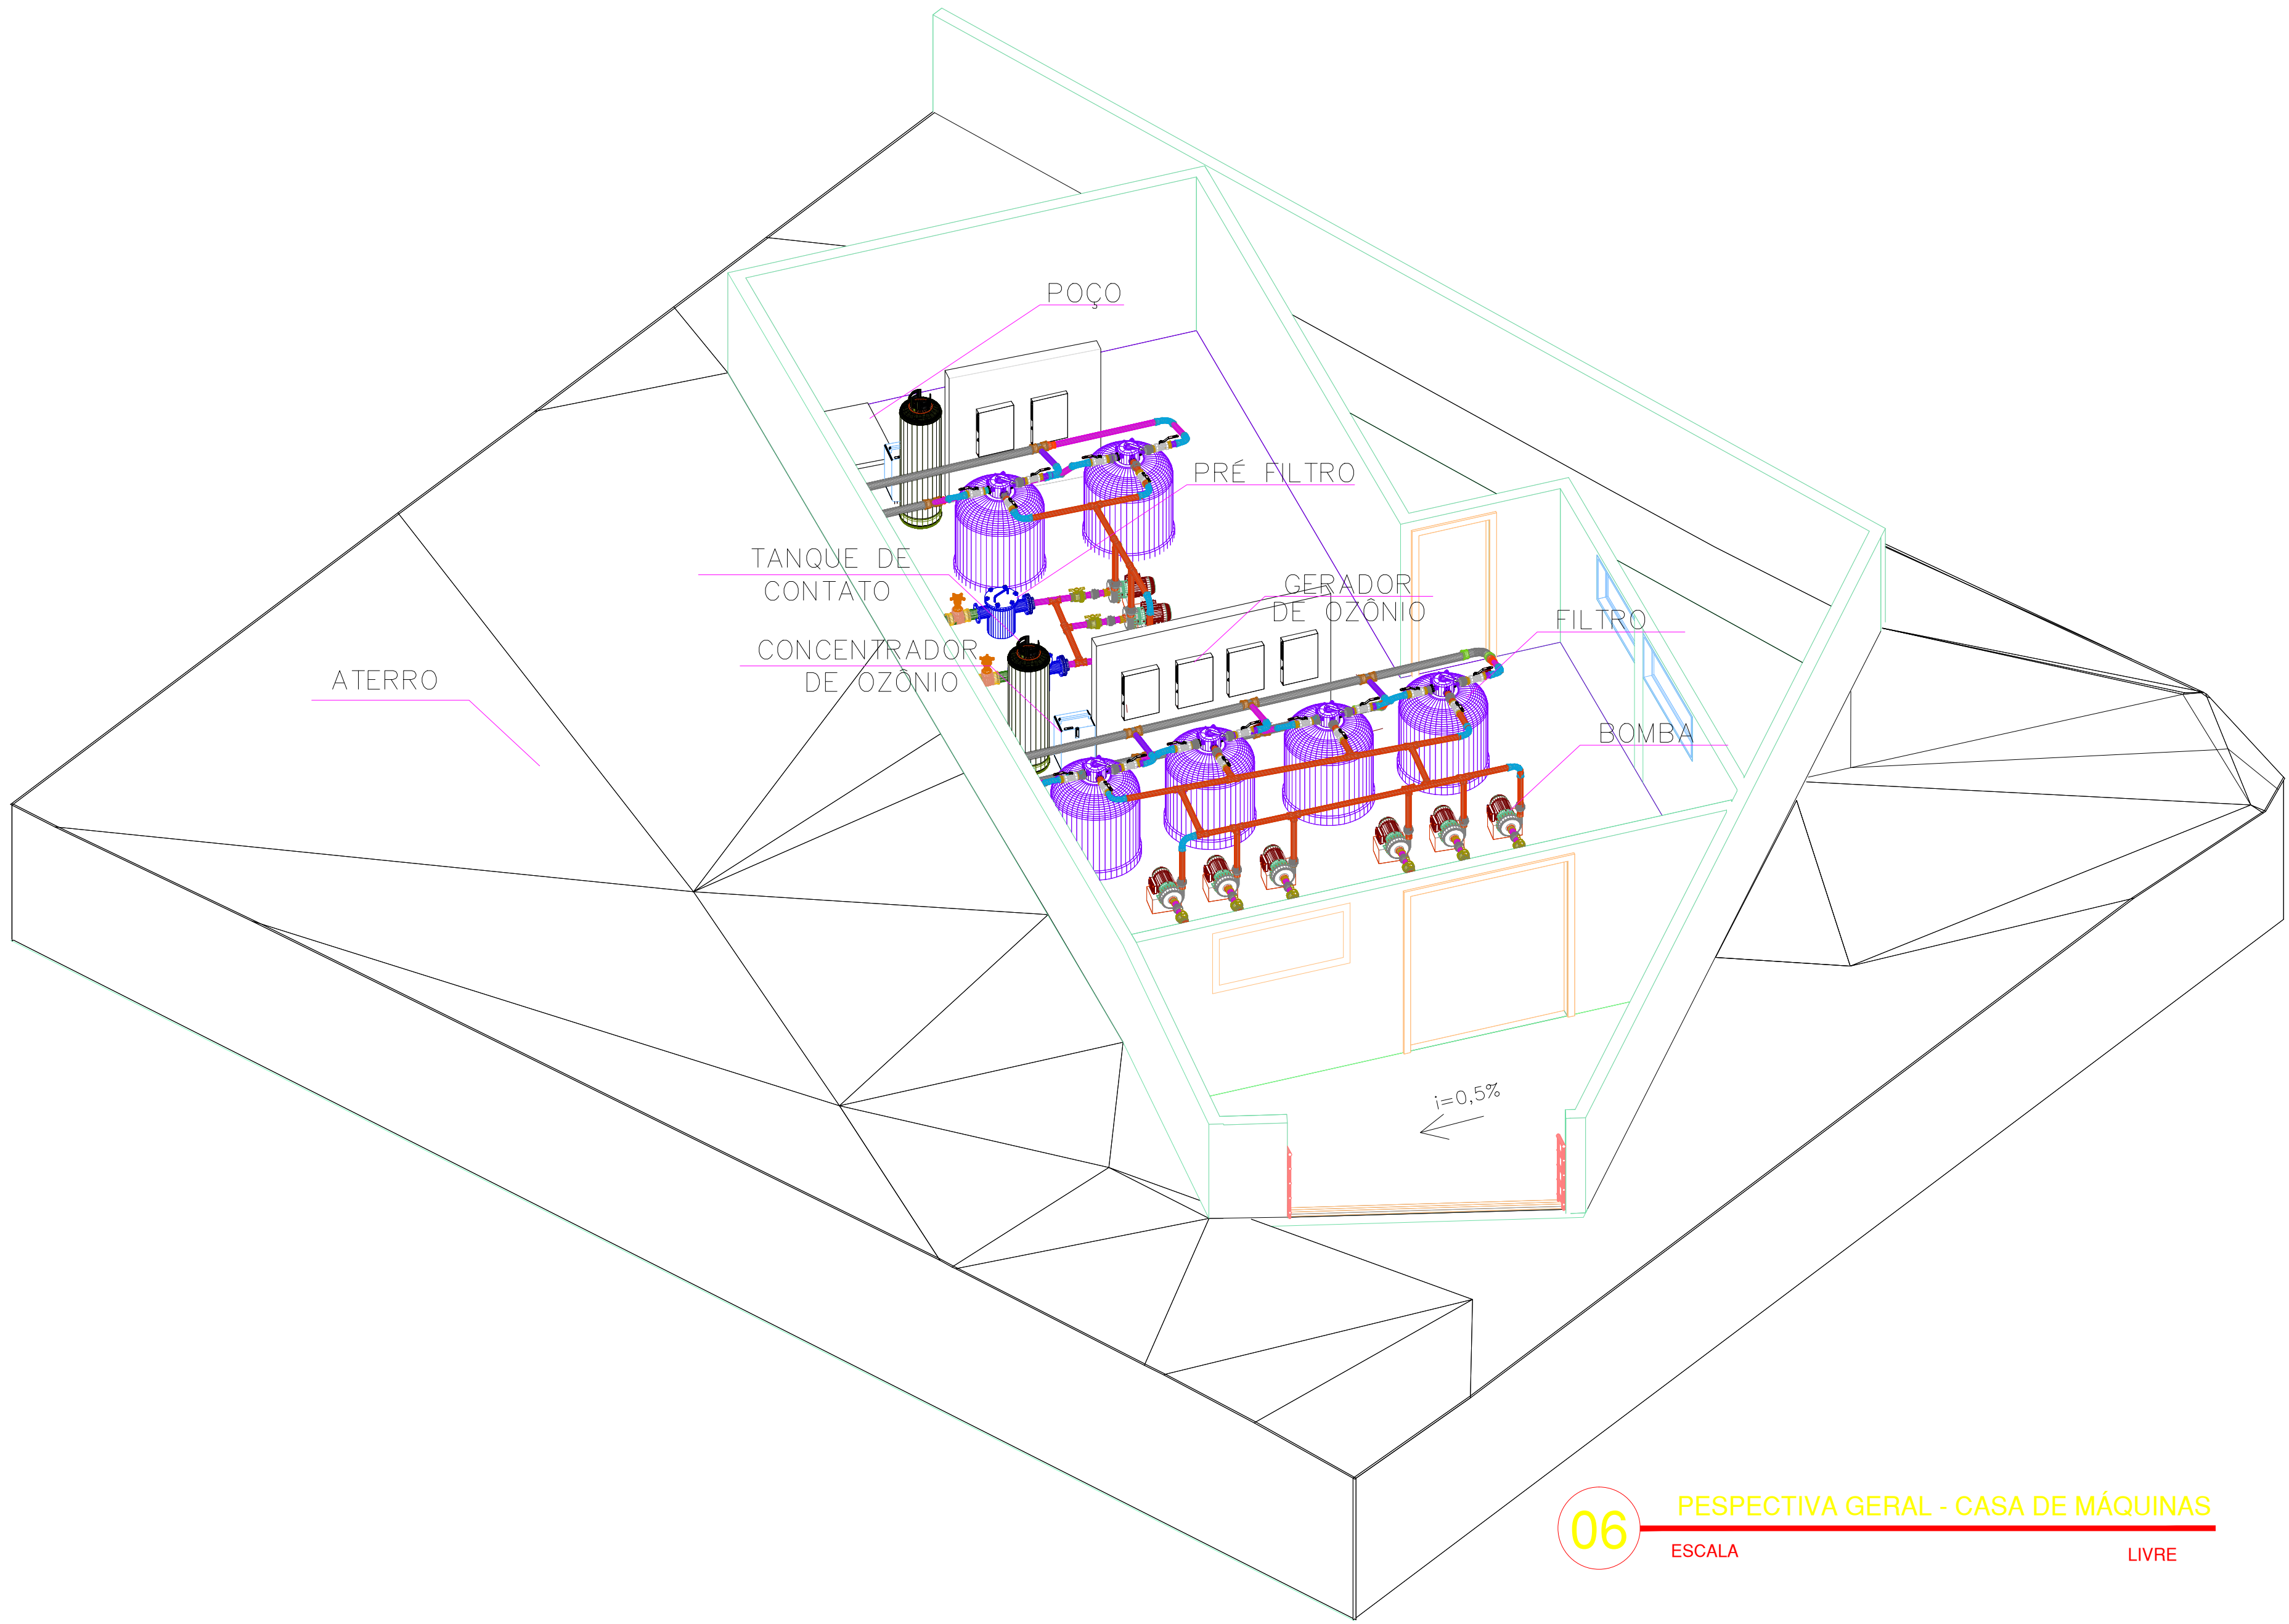 POÇO
PRÉ FILTRO
TANQUE DE
CONTATO
GERADOR
DE OZÔNIO
FILTRO
CONCENTRADOR
DE OZÔNIO
ATERRO
BOMBA
i=0,5%
06
PESPECTIVA GERAL - CASA DE MÁQUINAS
ESCALA
LIVRE